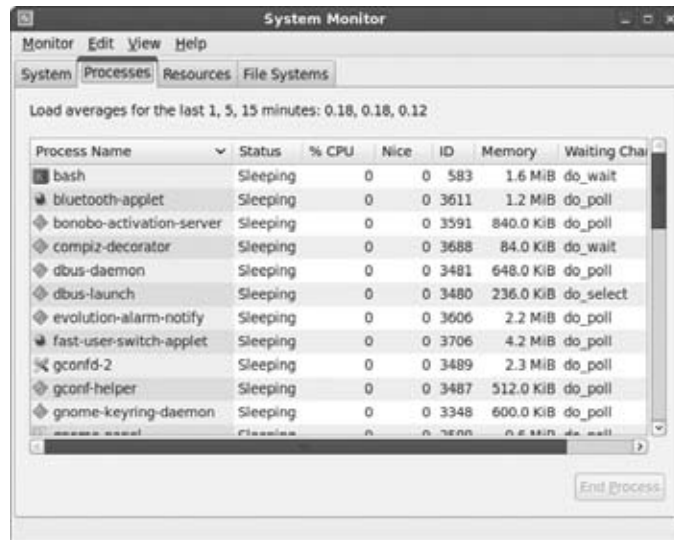 System Monitor
Monitor Edit View Help
System Processes Resources File Systems
Load averages for the last 1, 5, 15 minutes: 0.18, 0.18, 0.12
Process Name Status % CPU Nice ID Memory Waiting Cha
bash Sleeping 0 0 583 1.6 MiB do_wait
bluetooth-applet Sleeping 0 0 3611 1.2 MiB do_poll
bonobo-activation-server Sleeping 0 0 3591 840.0 KiB do_poll
compiz-decorator Sleeping 0 0 3688 84.0 KiB do_wait
dbus-daemon Sleeping 0 0 3481 648.0 KiB do_poll
dbus-launch Sleeping 0 0 3480 236.0 KiB do_select
evolution-alarm-notify Sleeping 0 0 3606 2.2 MiB do_poll
fast-user-switch-applet Sleeping 0 0 3706 4.2 MiB do_poll
gconfd-2 Sleeping 0 0 3489 2.3 MiB do_poll
gconf-helper Sleeping 0 0 3487 512.0 KiB do_poll
gnome-keyring-daemon Sleeping 0 0 3348 600.0 KiB do_poll
End Process